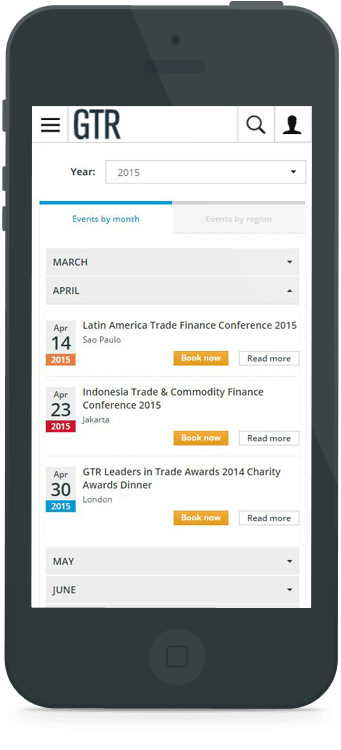 GTR
Year: 2015
Events by month Events by region
MARCH
APRIL
Apr
14
2015
Latin America Trade Finance Conference 2015
Sao Paulo
Book now Read more
Apr
23
2015
Indonesia Trade & Commodity Finance
Conference 2015
Jakarta
Book now Read more
Apr
30
2015
GTR Leaders in Trade Awards 2014 Charity
Awards Dinner
London
Book now Read more
MAY
JUNE